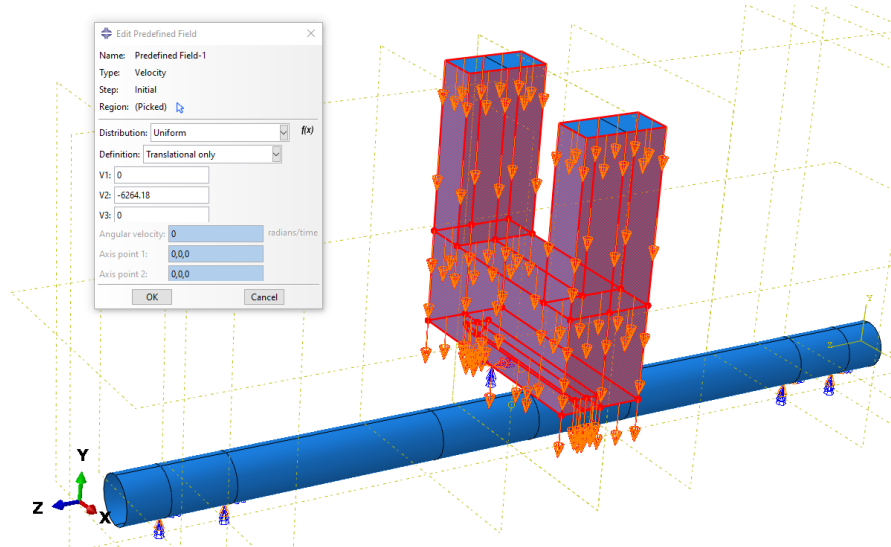 Edit Predefined Field
Name: Predefined Field-1
Type: Velocity
Step: Initial
Region: (Picked)
Distribution: Uniform f(x)
Definition: Translational only
V1: 0
V2: -6264.18
V3: 0
Angular velocity: 0 radians/time
Axis point 1: 0,0,0
Axis point 2: 0,0,0
OK Cancel
Y
Z
Y
Z
X